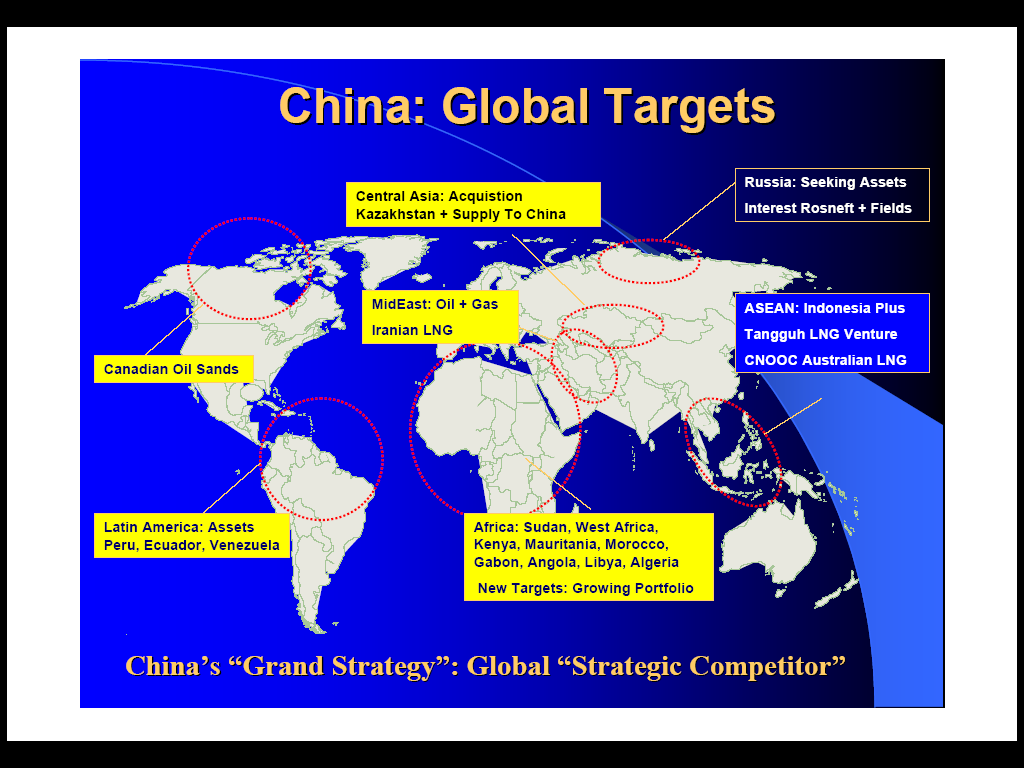 China: Global Targets
Central Asia: Acquistion
Kazakhstan + Supply To China
Russia: Seeking Assets
Interest Rosneft + Fields
MidEast: Oil + Gas
Iranian LNG
ASEAN: Indonesia Plus
Tangguh LNG Venture
CNOOC Australian LNG
Canadian Oil Sands
Latin America: Assets
Peru, Ecuador, Venezuela
Africa: Sudan, West Africa,
Kenya, Mauritania, Morocco,
Gabon, Angola, Libya, Algeria
New Targets: Growing Portfolio
China’s “Grand Strategy”: Global “Strategic Competitor”